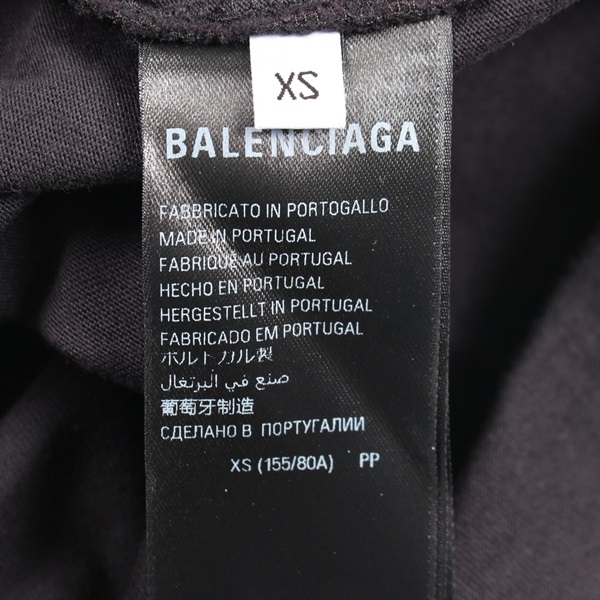 XS
BALENCIAGA
FABBRICATO IN PORTOGALLO
MADE IN PORTUGAL
FABRIQUÉ AU PORTUGAL
HECHO EN PORTUGAL
HERGESTELLT IN PORTUGAL
FABRICADO EM PORTUGAL
ポルトガル製
صنع في البرتغال
葡萄牙制造
СДЕЛАНО В ПОРТУГАЛИИ
XS (155/80A) PP